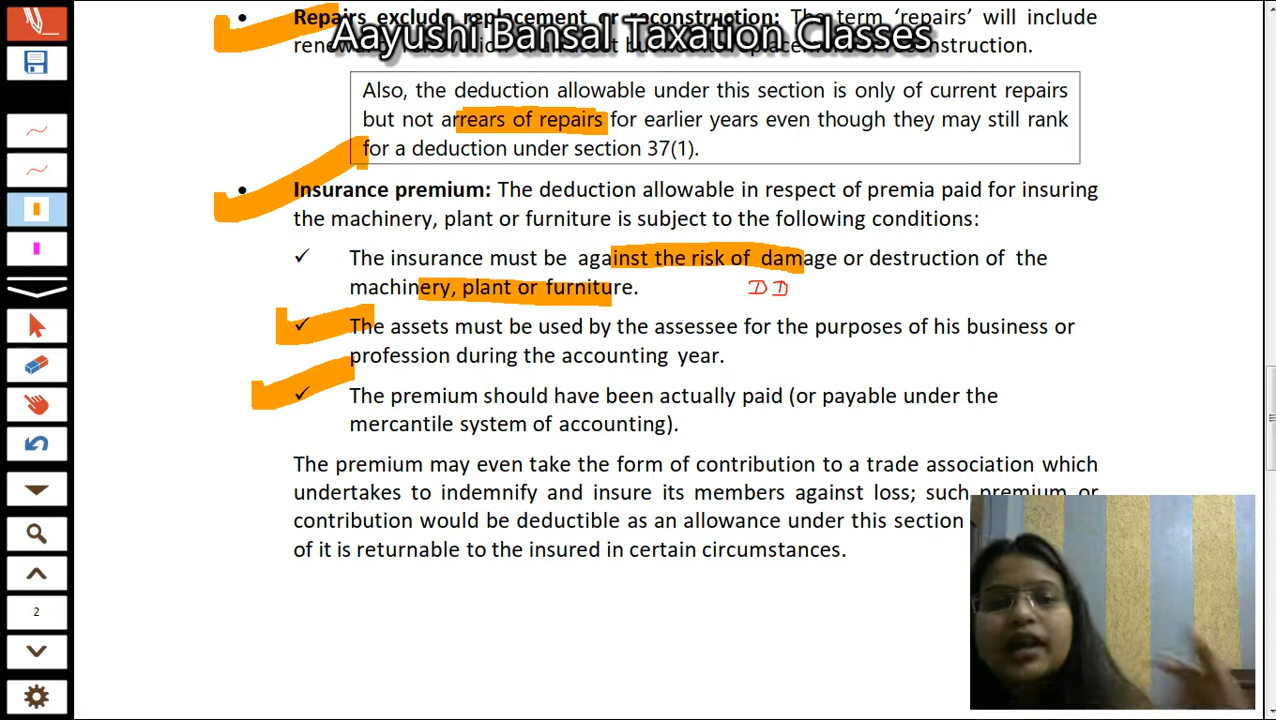 • Repairs exclude replacement or reconstruction: The term ‘repairs’ will include
Aayushi Bansal Taxation Classes
construction.
Also, the deduction allowable under this section is only of current repairs
but not arrears of repairs for earlier years even though they may still rank
for a deduction under section 37(1).
• Insurance premium: The deduction allowable in respect of premia paid for insuring
the machinery, plant or furniture is subject to the following conditions:
✓ The insurance must be against the risk of damage or destruction of the
machinery, plant or furniture. DD
✓ The assets must be used by the assessee for the purposes of his business or
profession during the accounting year.
✓ The premium should have been actually paid (or payable under the
mercantile system of accounting).
The premium may even take the form of contribution to a trade association which
undertakes to indemnify and insure its members against loss; such premium or
contribution would be deductible as an allowance under this section
of it is returnable to the insured in certain circumstances.
2